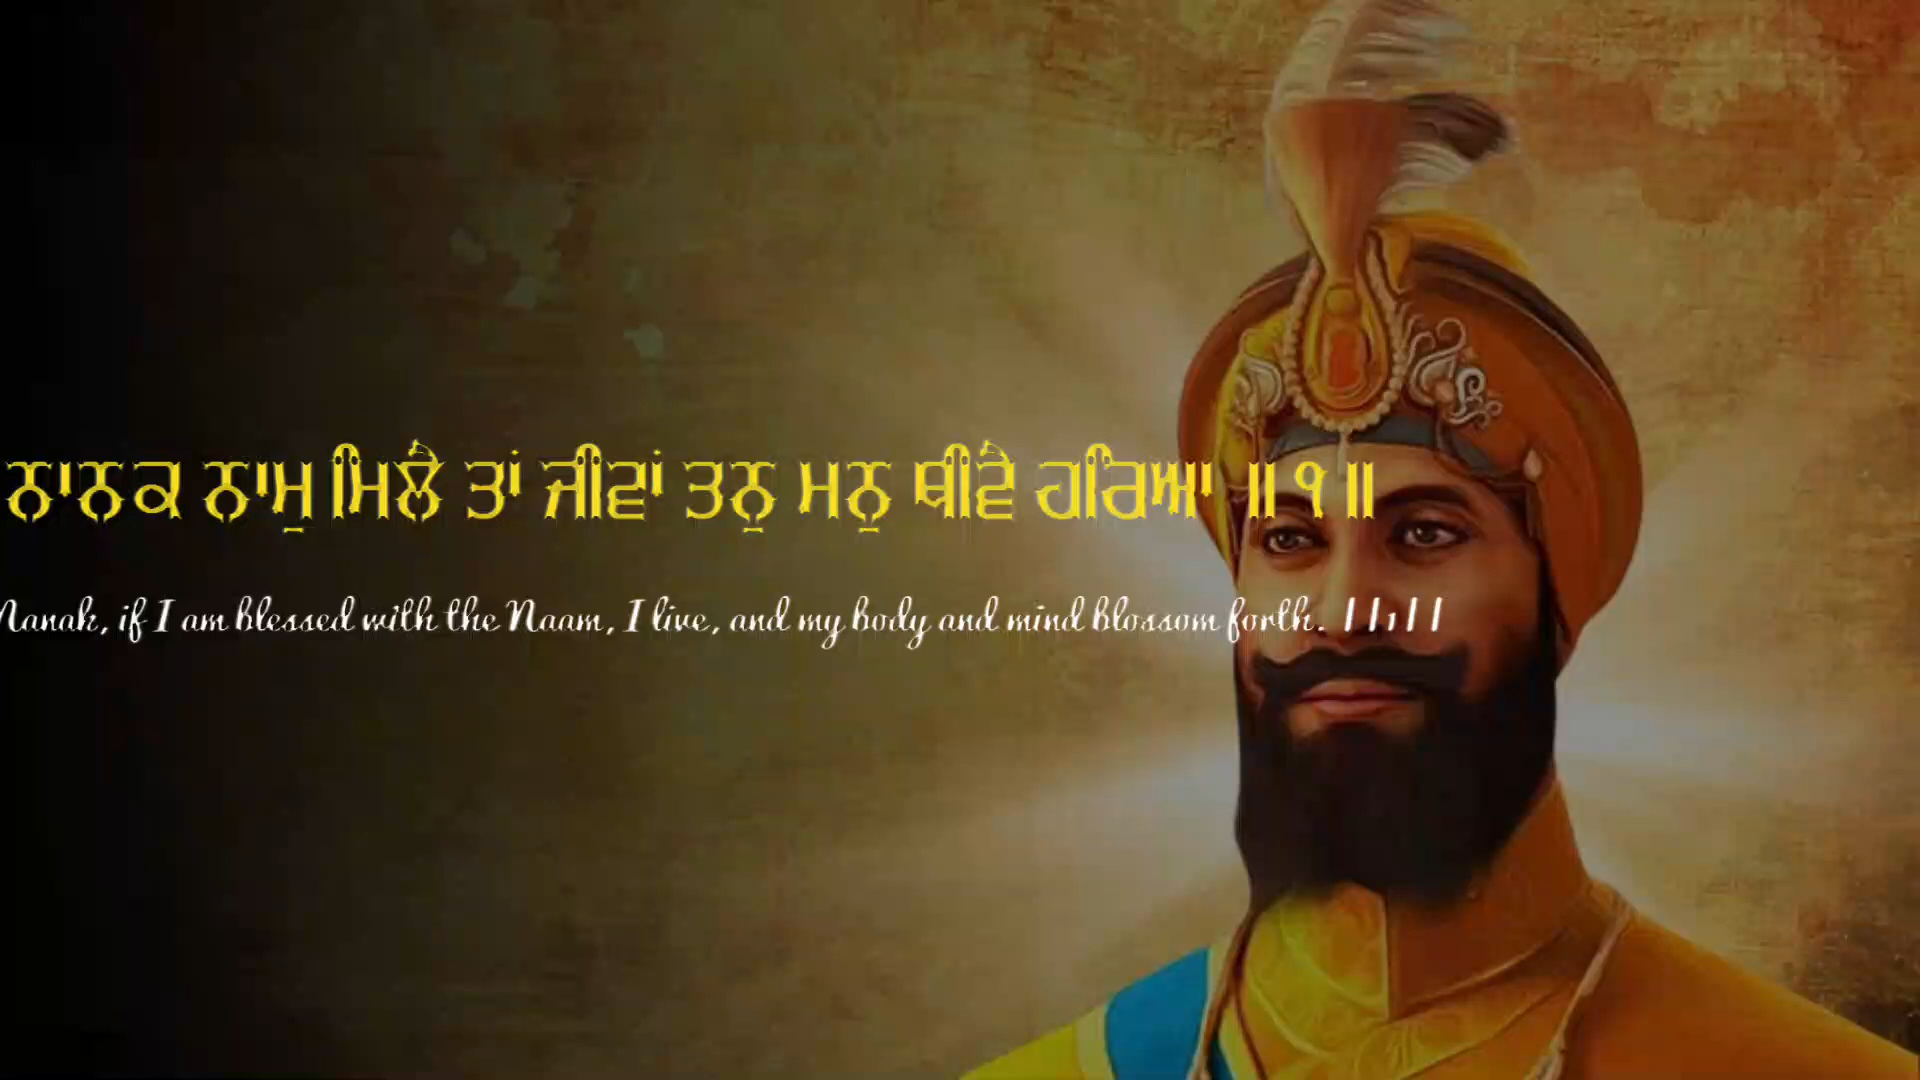 ਨਾਨਕ ਨਾਮੁ ਮਿਲੈ ਤਾਂ ਜੀਵਾਂ ਤਨੁ ਮਨੁ ਥੀਵੈ ਹਰਿਆ ॥੧॥
Nanak, if I am blessed with the Naam, I live, and my body and mind blossom forth. ||1||